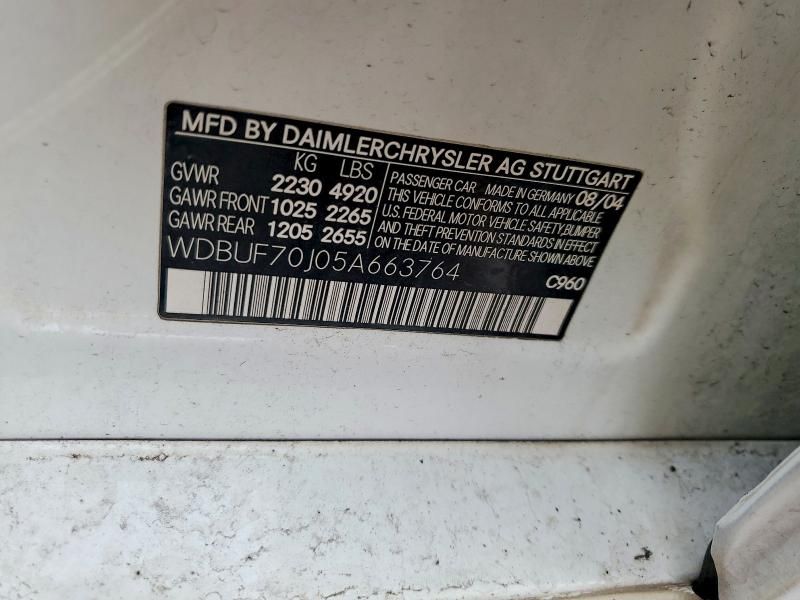 MFD BY DAIMLERCHRYSLER AG STUTTGART
KG LBS
GVWR 2230 4920
GAWR FRONT 1025 2265
GAWR REAR 1205 2655
PASSENGER CAR MADE IN GERMANY 08/04
THIS VEHICLE CONFORMS TO ALL APPLICABLE
U.S. FEDERAL MOTOR VEHICLE SAFETY, BUMPER
AND THEFT PREVENTION STANDARDS IN EFFECT
ON THE DATE OF MANUFACTURE SHOWN ABOVE
WDBUF70J05A663764
C960